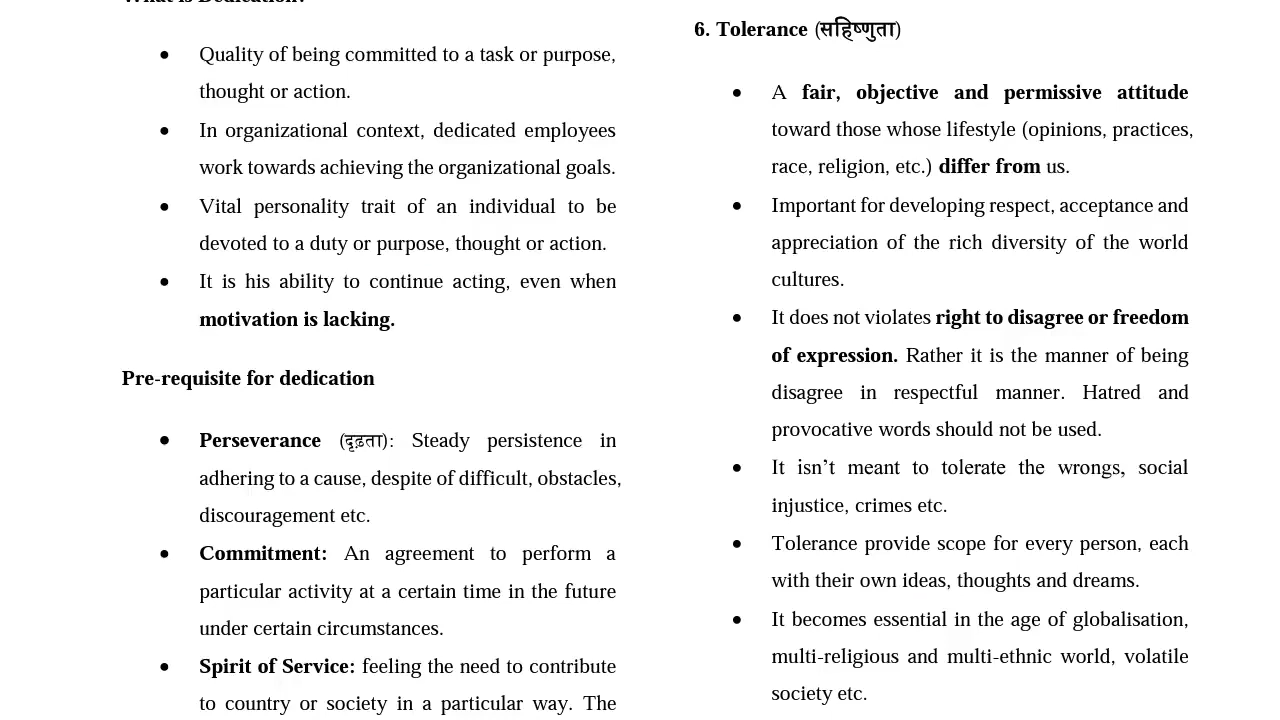 What is Dedication?
• Quality of being committed to a task or purpose,
thought or action.
• In organizational context, dedicated employees
work towards achieving the organizational goals.
• Vital personality trait of an individual to be
devoted to a duty or purpose, thought or action.
• It is his ability to continue acting, even when
motivation is lacking.
Pre-requisite for dedication
• Perseverance (दृढ़ता): Steady persistence in
adhering to a cause, despite of difficult, obstacles,
discouragement etc.
• Commitment: An agreement to perform a
particular activity at a certain time in the future
under certain circumstances.
• Spirit of Service: feeling the need to contribute
to country or society in a particular way. The
6. Tolerance (सहिष्णुता)
• A fair, objective and permissive attitude
toward those whose lifestyle (opinions, practices,
race, religion, etc.) differ from us.
• Important for developing respect, acceptance and
appreciation of the rich diversity of the world
cultures.
• It does not violates right to disagree or freedom
of expression. Rather it is the manner of being
disagree in respectful manner. Hatred and
provocative words should not be used.
• It isn’t meant to tolerate the wrongs, social
injustice, crimes etc.
• Tolerance provide scope for every person, each
with their own ideas, thoughts and dreams.
• It becomes essential in the age of globalisation,
multi-religious and multi-ethnic world, volatile
society etc.